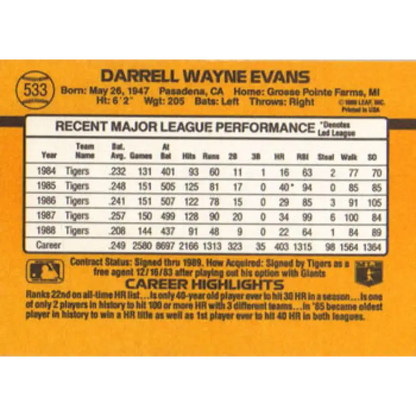 533
DARRELL WAYNE EVANS
Born: May 26, 1947 Pasadena, CA Home: Grosse Pointe Farms, MI
Ht: 6'2" Wgt: 205 Bats: Left Throws: Right
© 1988 LEAF, INC.
Printed in USA
RECENT MAJOR LEAGUE PERFORMANCE *Denotes Led League
Year Team Name Bat. Avg. Games At Bat Hits Runs 2B 3B HR RBI Steal Walk SO
1984 Tigers .232 131 401 93 60 11 1 16 63 2 77 70
1985 Tigers .248 151 505 125 81 17 0 40* 94 0 85 85
1986 Tigers .241 151 507 122 78 15 0 29 85 3 91 105
1987 Tigers .257 150 499 128 90 20 0 34 99 6 100 84
1988 Tigers .208 144 437 91 48 9 0 22 64 1 84 89
Career .249 2580 8697 2166 1313 323 35 403 1315 98 1564 1364
Contract Status: Signed thru 1989. How Acquired: Signed by Tigers as a
free agent 12/16/83 after playing out his option with Giants
CAREER HIGHLIGHTS
Ranks 22nd on all-time HR list...Is only 40-year old player ever to hit 30 HR in a season...Is one
of only 2 players in history to hit 100 or more HR with 3 different teams...In '85 became oldest
player in history to win a HR title as well as 1st player ever to hit 40 HR in both leagues.